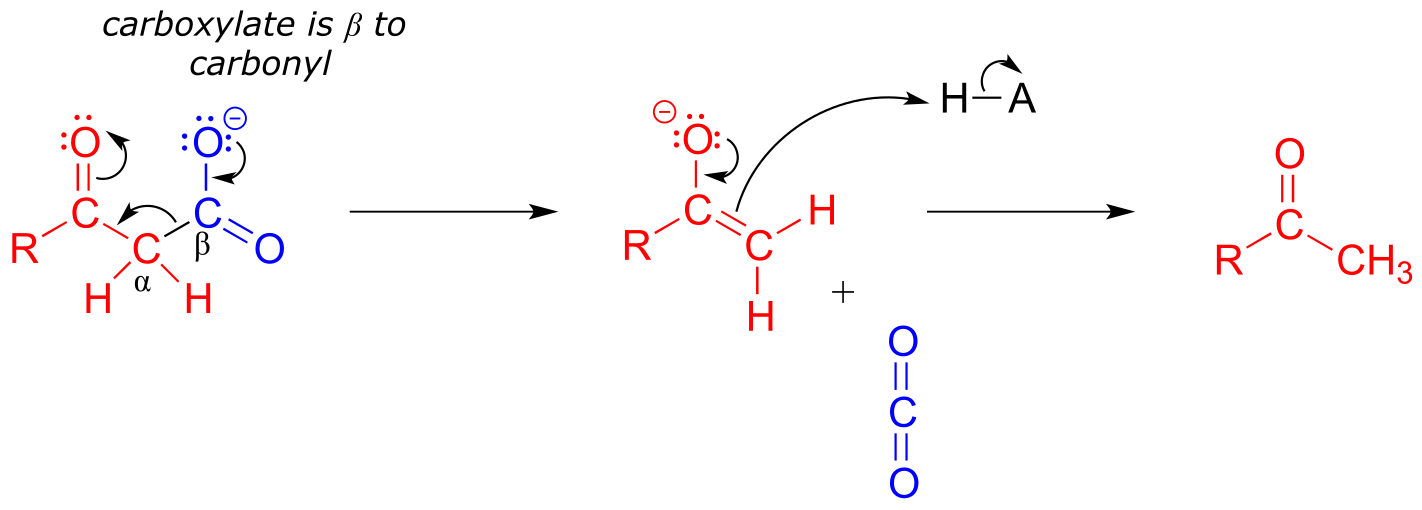 carboxylate is β to
carbonyl
O O ⊖
C C
β
R C O
α
H H
⊖ O
C
R C H
H
+
O
C
O
H A
O
C
R CH3